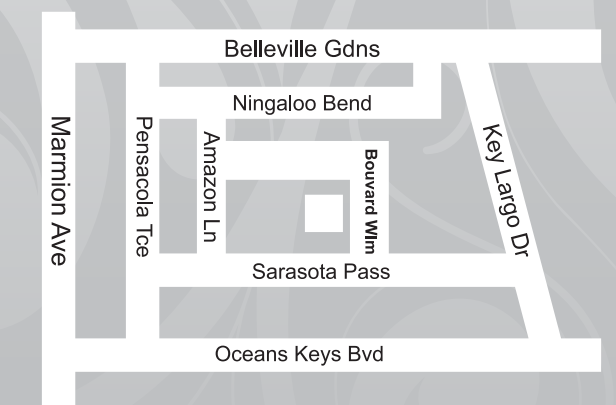 Belleville Gdns
Ningaloo Bend
Marmion Ave
Pensacola Tce
Amazon Ln
Bouvard Wlm
Key Largo Dr
Sarasota Pass
Oceans Keys Bvd